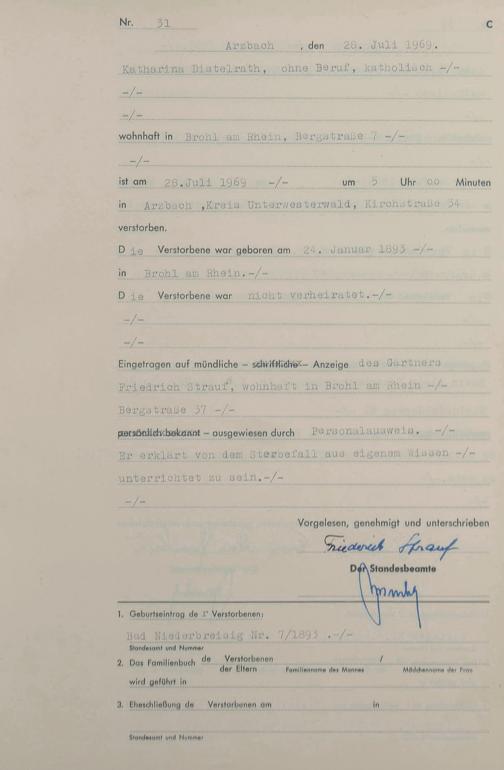 Nr. 31 C
Arzbach , den 28. Juli 1969.
Katharina Distelrath, ohne Beruf, katholisch -/-
-/-
-/-
wohnhaft in Brohl am Rhein, Bergstraße 7 -/-
-/-
ist am 28.Juli 1969 -/- um 5 Uhr 00 Minuten
in Arzbach ,Kreis Unterwesterwald, Kirchstraße 34
verstorben.
Die Verstorbene war geboren am 24. Januar 1893 -/-
in Brohl am Rhein.-/-
Die Verstorbene war nicht verheiratet.-/-
-/-
-/-
Eingetragen auf mündliche – schriftliche – Anzeige des Gärtners
Friedrich Strauf, wohnhaft in Brohl am Rhein -/-
Bergstraße 37 -/-
persönlich bekannt – ausgewiesen durch Personalausweis. -/-
Er erklärt von dem Sterbefall aus eigenem Wissen -/-
unterrichtet zu sein.-/-
-/-
Vorgelesen, genehmigt und unterschrieben
Friederich Strauf
Der Standesbeamte
1. Geburtseintrag der Verstorbenen:
Bad Niederbreisig Nr. 7/1893 .-/-
Standesamt und Nummer
2. Das Familienbuch de Verstorbenen /
der Eltern Familienname des Mannes Mädchenname der Frau
wird geführt in
3. Eheschließung de Verstorbenen am in
Standesamt und Nummer